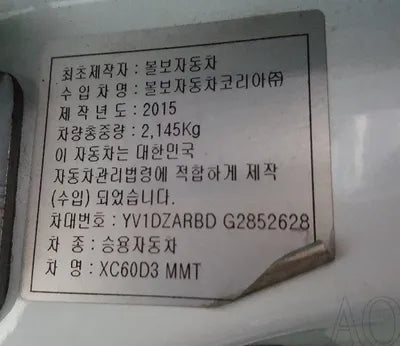 최초제작자 : 볼보자동차
수 입 차 명 : 볼보자동차코리아㈜
제 작 년 도 : 2015
차량총중량 : 2,145Kg
이 자동차는 대한민국
자동차관리법령에 적합하게 제작
(수입) 되었습니다.
차대번호 : YV1DZARBD G2852628
차 종 : 승용자동차
차 명 : XC60D3 MMT
AO